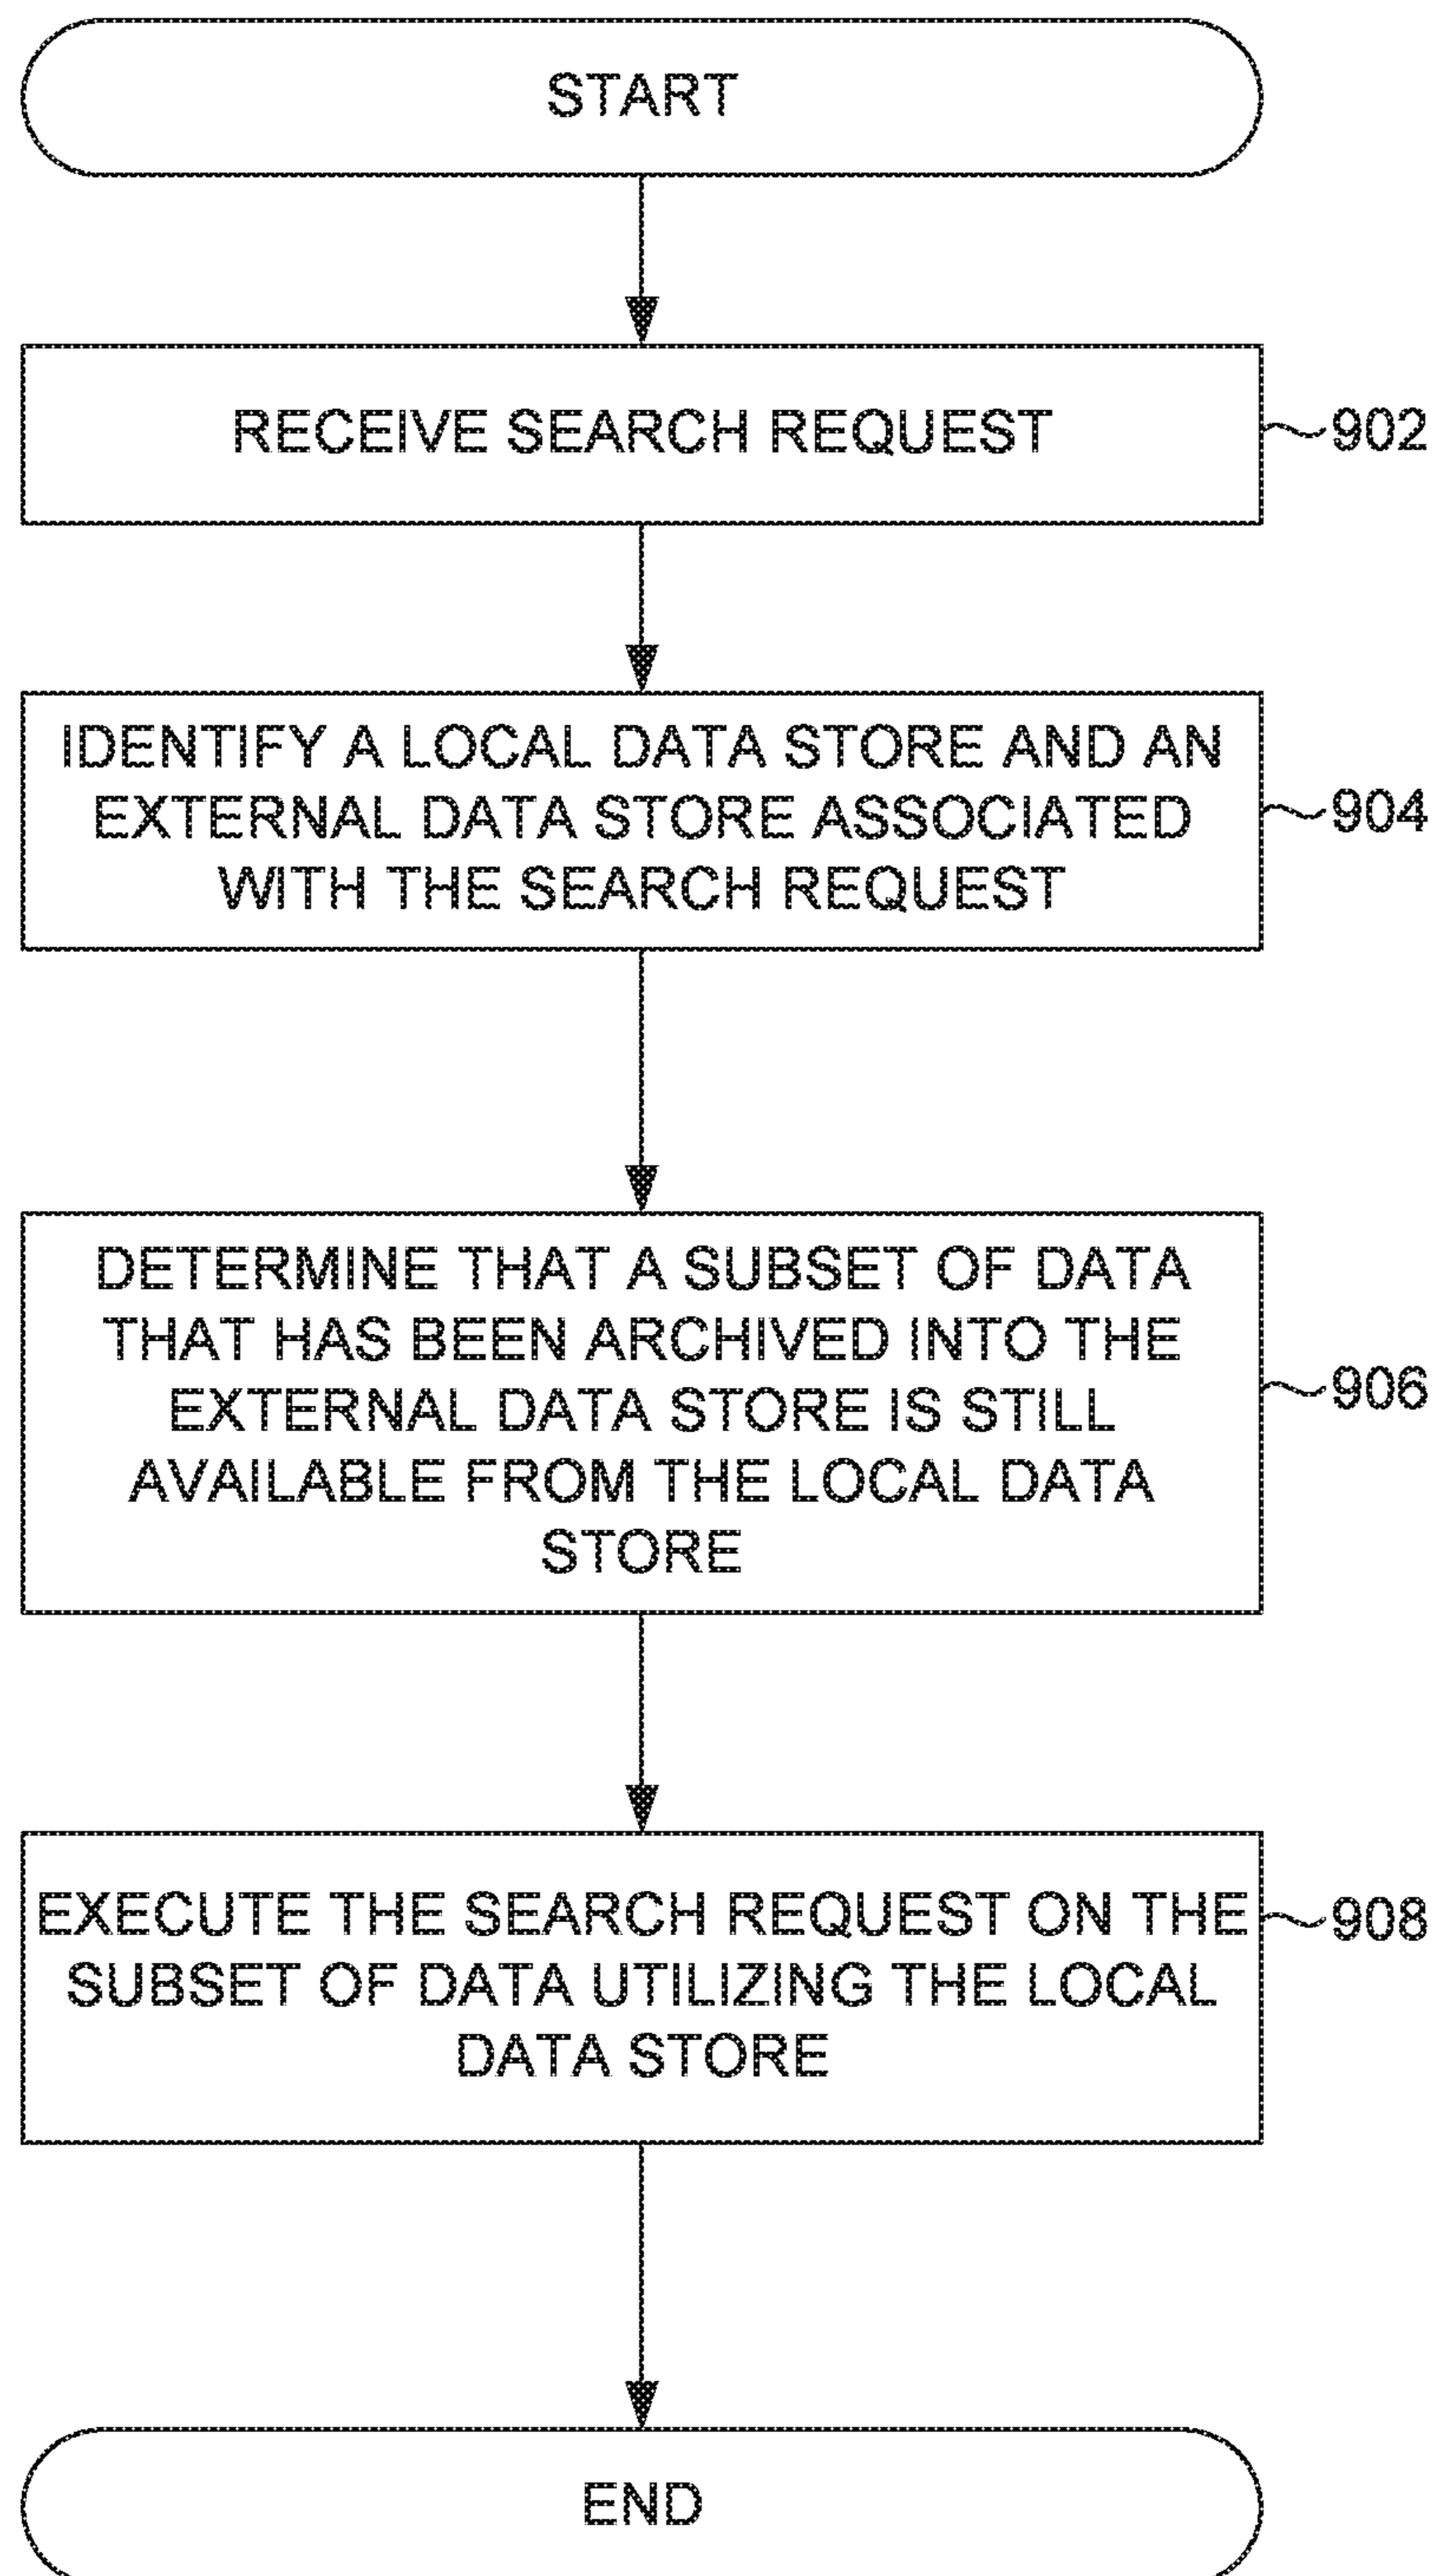 START
RECEIVE SEARCH REQUEST
902
IDENTIFY A LOCAL DATA STORE AND AN
EXTERNAL DATA STORE ASSOCIATED
WITH THE SEARCH REQUEST
904
DETERMINE THAT A SUBSET OF DATA
THAT HAS BEEN ARCHIVED INTO THE
EXTERNAL DATA STORE IS STILL
AVAILABLE FROM THE LOCAL DATA
STORE
906
EXECUTE THE SEARCH REQUEST ON THE
SUBSET OF DATA UTILIZING THE LOCAL
DATA STORE
908
END